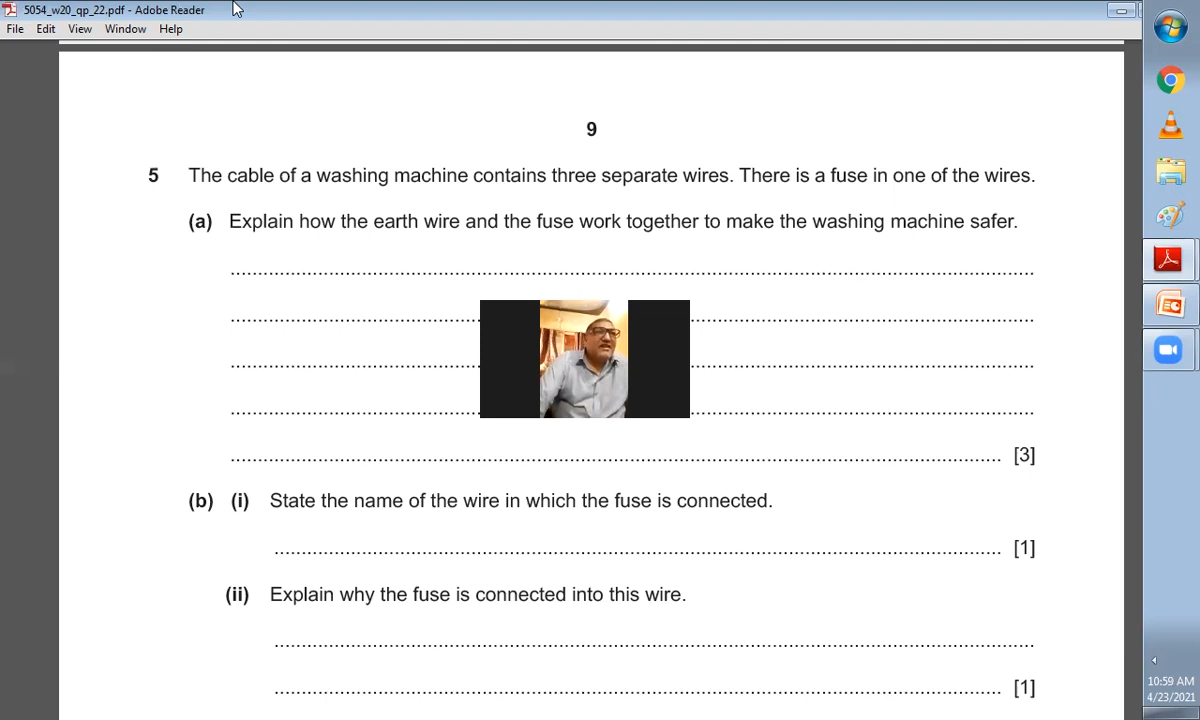 5054_w20_qp_22.pdf - Adobe Reader
File Edit View Window Help
9
5 The cable of a washing machine contains three separate wires. There is a fuse in one of the wires.
(a) Explain how the earth wire and the fuse work together to make the washing machine safer.
[3]
(b) (i) State the name of the wire in which the fuse is connected.
[1]
(ii) Explain why the fuse is connected into this wire.
[1]
10:59 AM
4/23/2021